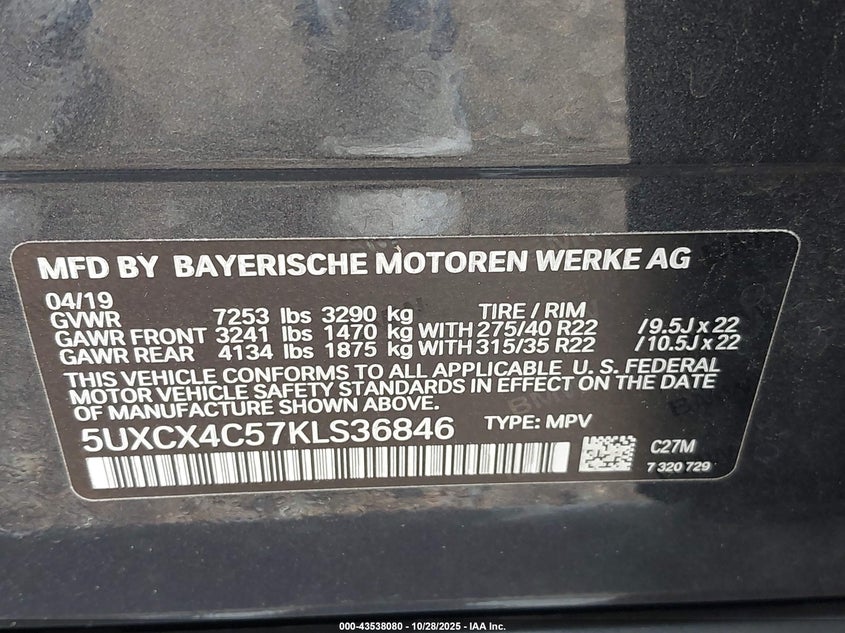 MFD BY BAYERISCHE MOTOREN WERKE AG
04/19
GVWR 7253 lbs 3290 kg TIRE / RIM
GAWR FRONT 3241 lbs 1470 kg WITH 275/40 R22 /9.5J x 22
GAWR REAR 4134 lbs 1875 kg WITH 315/35 R22 /10.5J x 22
THIS VEHICLE CONFORMS TO ALL APPLICABLE U. S. FEDERAL
MOTOR VEHICLE SAFETY STANDARDS IN EFFECT ON THE DATE
OF MANUFACTURE SHOWN ABOVE.
5UXCX4C57KLS36846 TYPE: MPV
C27M
7 320 729
000-43538080 - 10/28/2025 - IAA Inc.